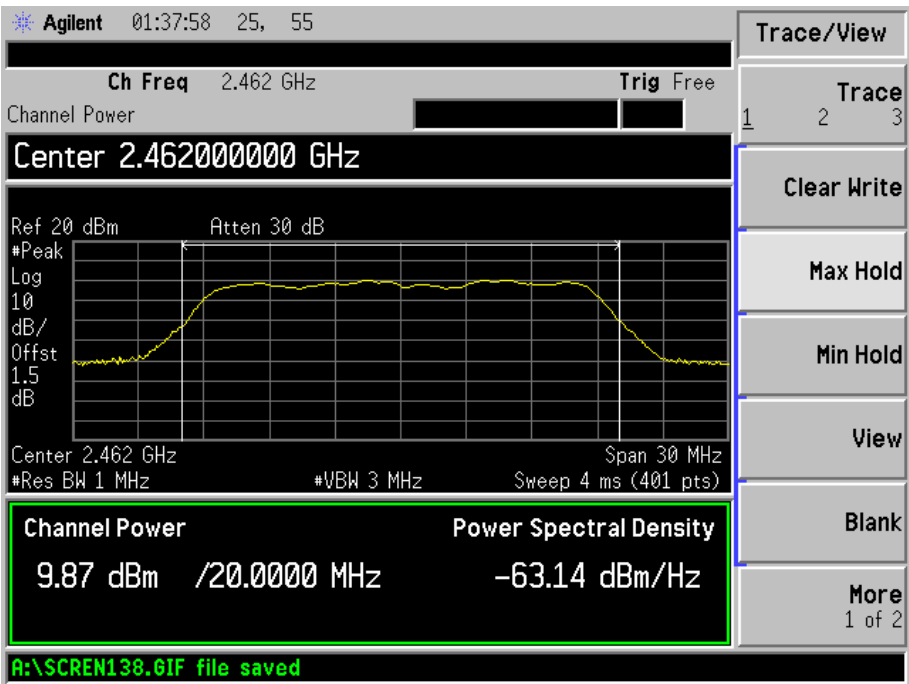 Agilent 01:37:58 25, 55
Trace/View
Ch Freq 2.462 GHz Trig Free
Channel Power
Trace
1 2 3
Center 2.462000000 GHz
Clear Write
Ref 20 dBm Atten 30 dB
#Peak
Log
10
dB/
Offst
1.5
dB
Max Hold
Min Hold
Center 2.462 GHz Span 30 MHz
#Res BW 1 MHz #VBW 3 MHz Sweep 4 ms (401 pts)
View
Channel Power Power Spectral Density
9.87 dBm /20.0000 MHz -63.14 dBm/Hz
Blank
More
1 of 2
A:\SCREN138.GIF file saved